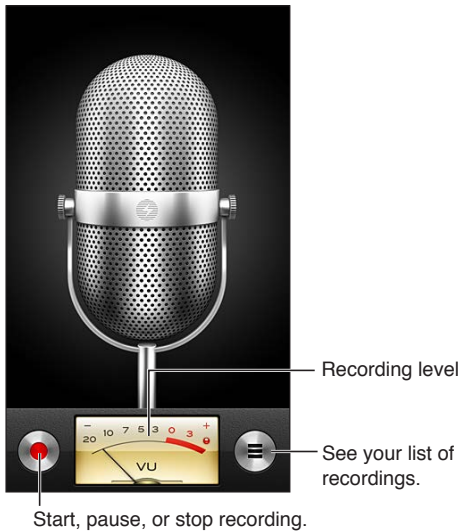 Recording level
- 20 10 7 5 3 0 3 +
VU
See your list of
recordings.
Start, pause, or stop recording.